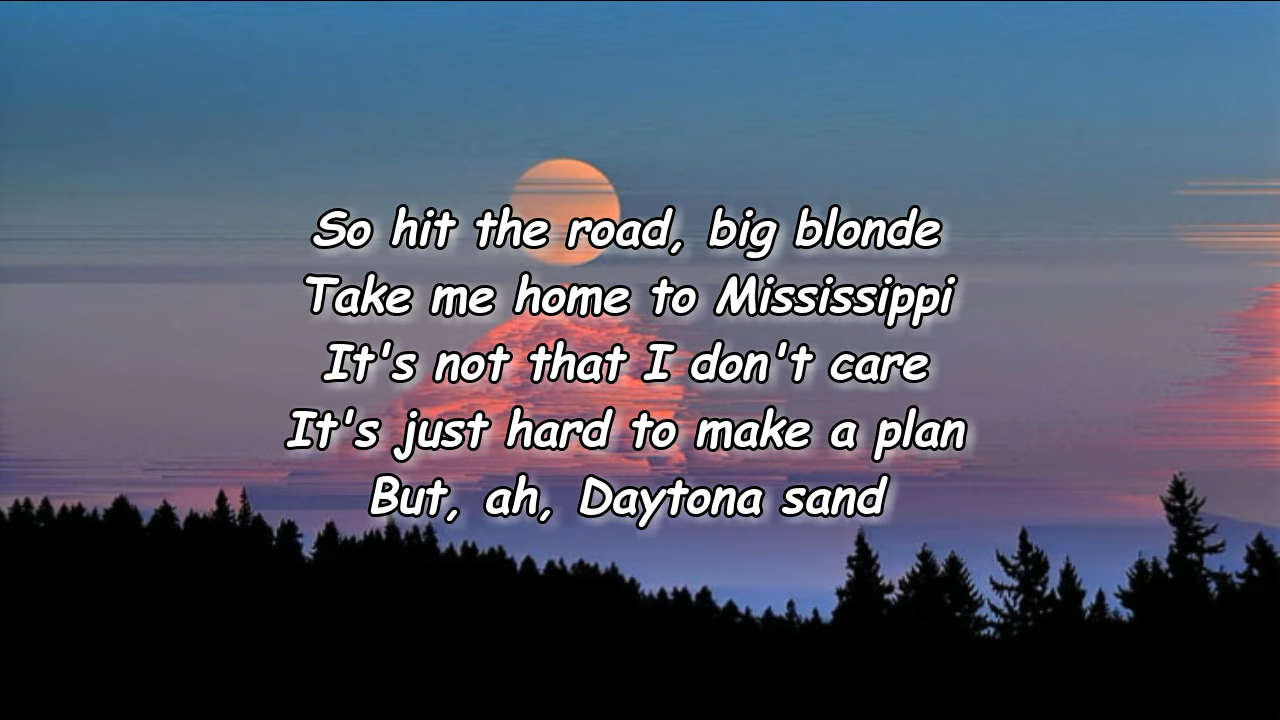 So hit the road, big blonde
Take me home to Mississippi
It's not that I don't care
It's just hard to make a plan
But, ah, Daytona sand